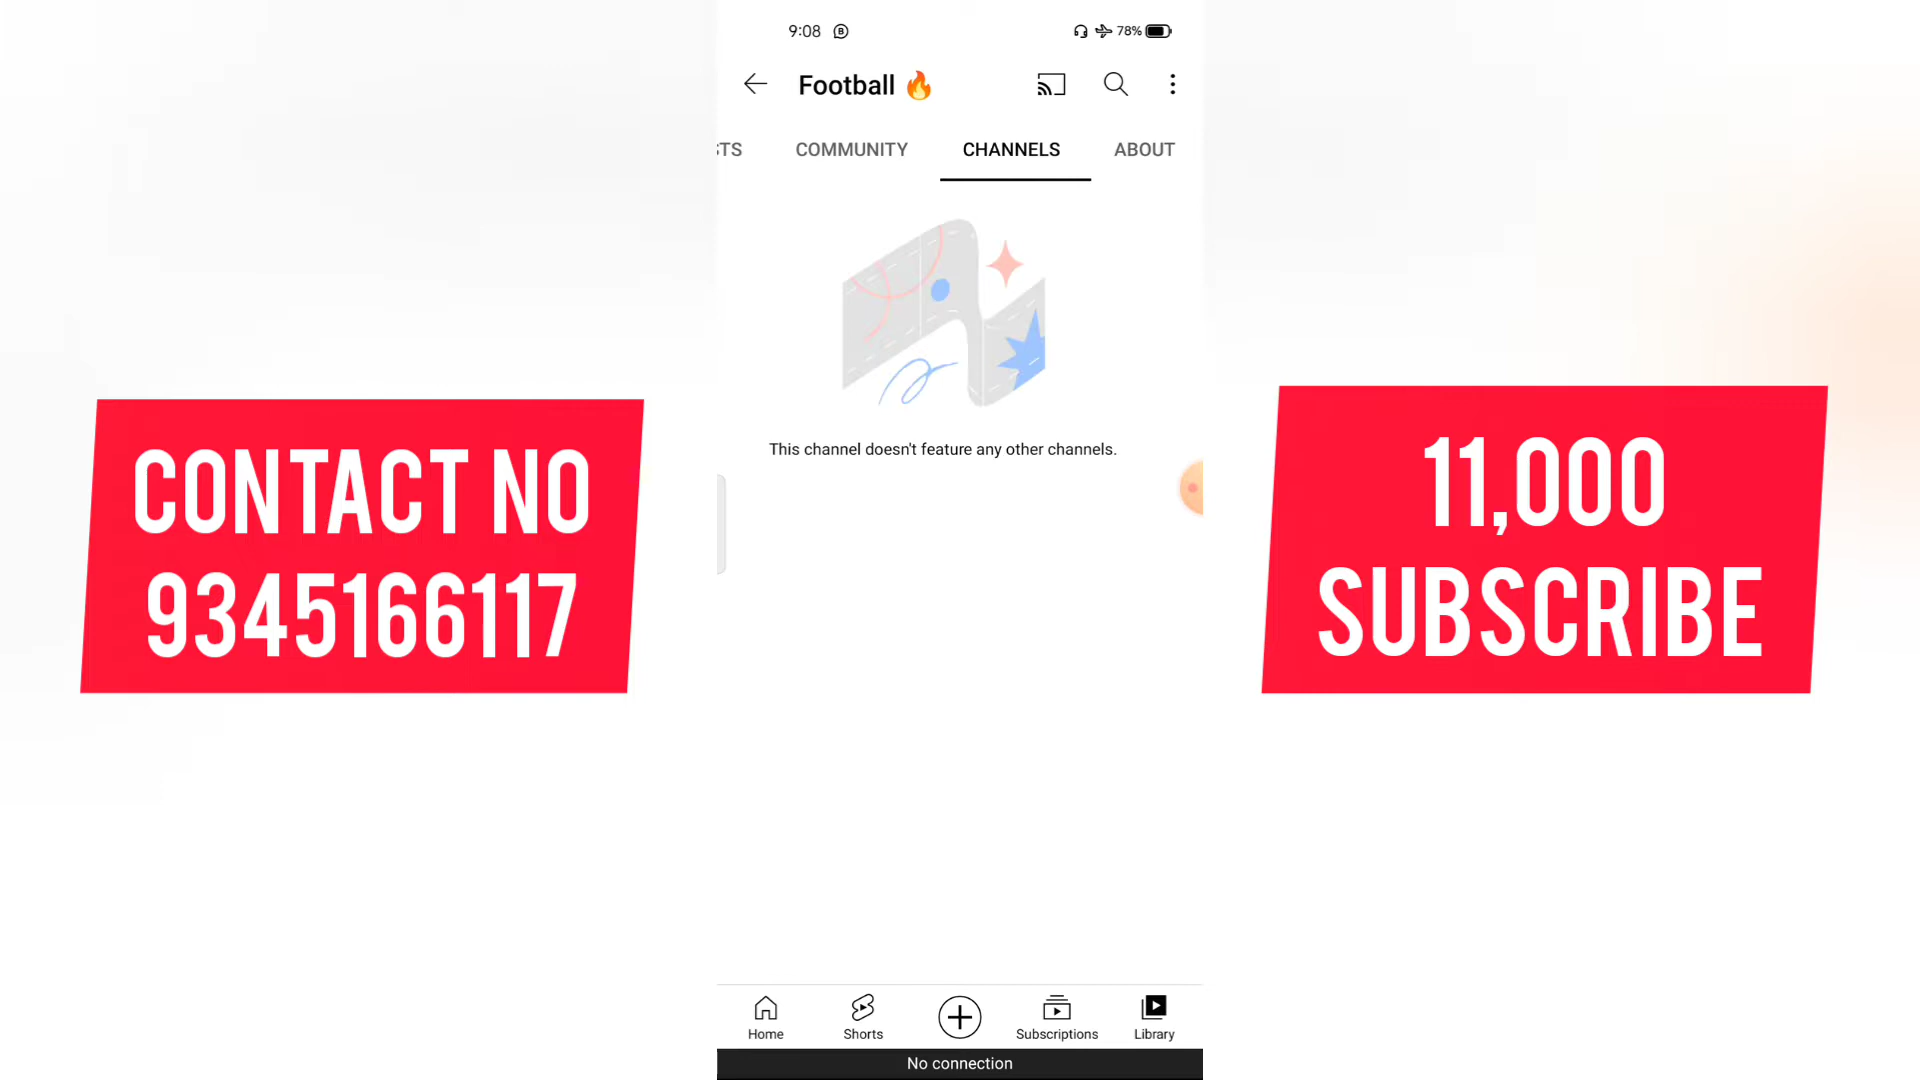 9:08
78%
Football 🔥
STS COMMUNITY CHANNELS ABOUT
This channel doesn't feature any other channels.
CONTACT NO
9345166117
11,000
SUBSCRIBE
Home Shorts Subscriptions Library
No connection